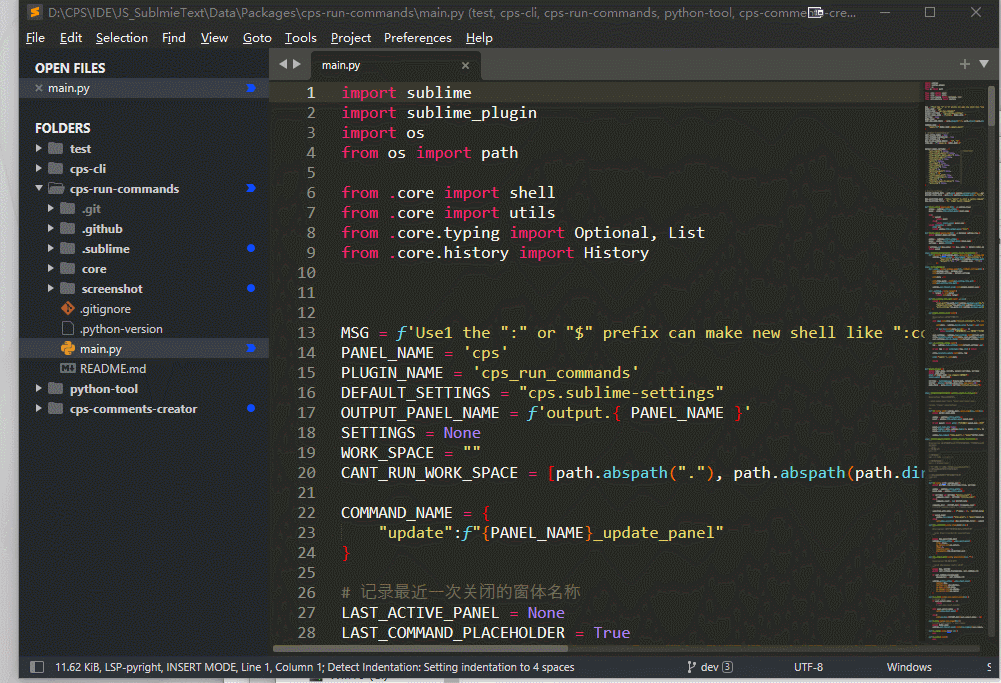 D:\CPS\IDE\JS_SublmieText\Data\Packages\cps-run-commands\main.py (test, cps-cli, cps-run-commands, python-tool, cps-comments-cre...
File Edit Selection Find View Goto Tools Project Preferences Help
OPEN FILES
main.py
FOLDERS
test
cps-cli
cps-run-commands
.git
.github
.sublime
core
screenshot
.gitignore
.python-version
main.py
README.md
python-tool
cps-comments-creator
main.py
1 import sublime
2 import sublime_plugin
3 import os
4 from os import path
5
6 from .core import shell
7 from .core import utils
8 from .core.typing import Optional, List
9 from .core.history import History
10
11
12
13 MSG = f'Use1 the ":" or "$" prefix can make new shell like ":co
14 PANEL_NAME = 'cps'
15 PLUGIN_NAME = 'cps_run_commands'
16 DEFAULT_SETTINGS = "cps.sublime-settings"
17 OUTPUT_PANEL_NAME = f'output.{ PANEL_NAME }'
18 SETTINGS = None
19 WORK_SPACE = ""
20 CANT_RUN_WORK_SPACE = [path.abspath("."), path.abspath(path.dir
21
22 COMMAND_NAME = {
23 "update":f"{PANEL_NAME}_update_panel"
24 }
25
26 # 记录最近一次关闭的窗体名称
27 LAST_ACTIVE_PANEL = None
28 LAST_COMMAND_PLACEHOLDER = True
11.62 KiB, LSP-pyright, INSERT MODE, Line 1, Column 1; Detect Indentation: Setting indentation to 4 spaces dev 3 UTF-8 Windows S